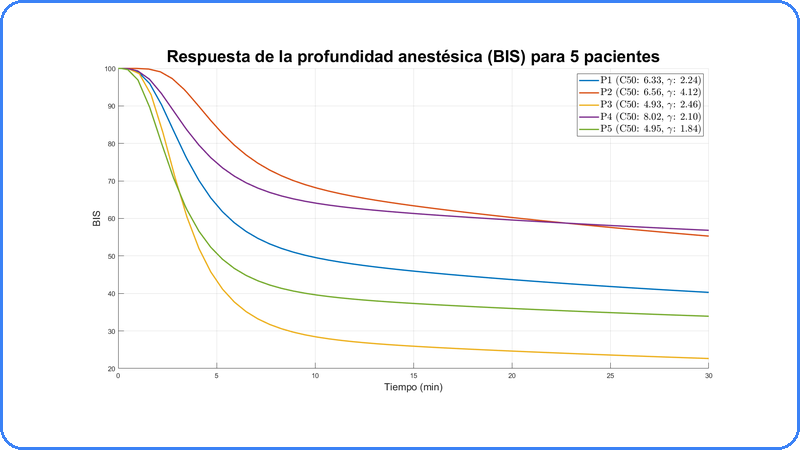 Respuesta de la profundidad anestésica (BIS) para 5 pacientes
P1 (C50: 6.33, γ: 2.24)
P2 (C50: 6.56, γ: 4.12)
P3 (C50: 4.93, γ: 2.46)
P4 (C50: 8.02, γ: 2.10)
P5 (C50: 4.95, γ: 1.84)
BIS
100
90
80
70
60
50
40
30
20
0 5 10 15 20 25 30
Tiempo (min)